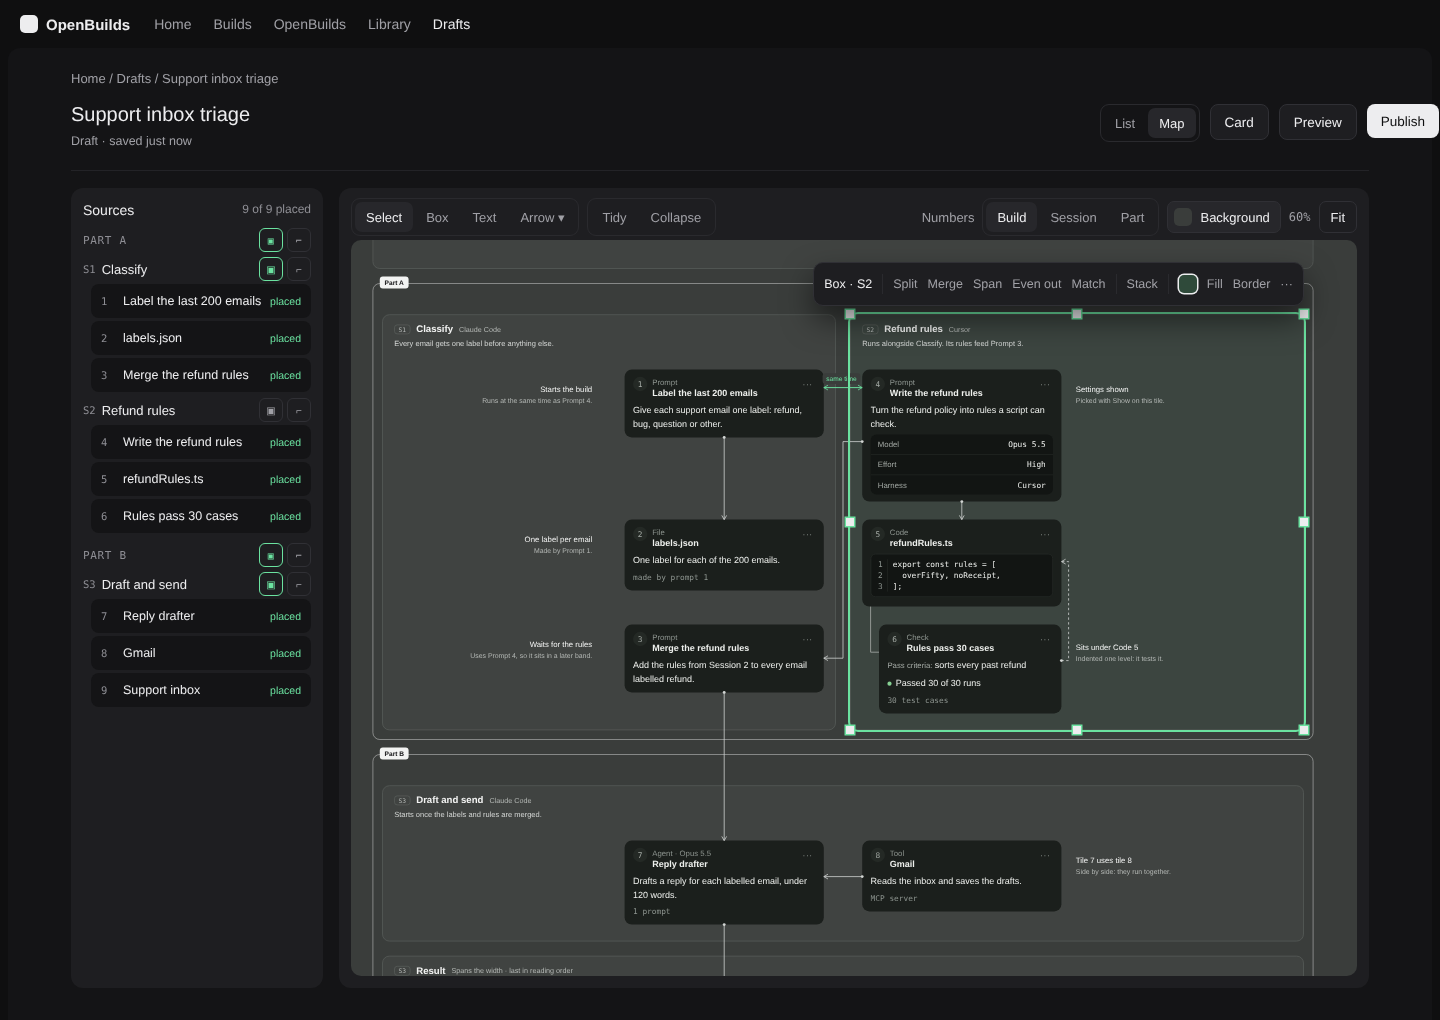 OpenBuilds Home Builds OpenBuilds Library Drafts
Home / Drafts / Support inbox triage
Support inbox triage
Draft · saved just now
List Map Card Preview Publish
Sources 9 of 9 placed
PART A
S1 Classify
1 Label the last 200 emails placed
2 labels.json placed
3 Merge the refund rules placed
S2 Refund rules
4 Write the refund rules placed
5 refundRules.ts placed
6 Rules pass 30 cases placed
PART B
S3 Draft and send
7 Reply drafter placed
8 Gmail placed
9 Support inbox placed
Select Box Text Arrow ▾ Tidy Collapse
Numbers Build Session Part Background 60% Fit
Box · S2 Split Merge Span Even out Match Stack Fill Border ···
Part A
S1 Classify Claude Code
Every email gets one label before anything else.
Starts the build
Runs at the same time as Prompt 4.
1 Prompt ···
Label the last 200 emails
Give each support email one label: refund,
bug, question or other.
same time
One label per email
Made by Prompt 1.
2 File ···
labels.json
One label for each of the 200 emails.
made by prompt 1
Waits for the rules
Uses Prompt 4, so it sits in a later band.
3 Prompt ···
Merge the refund rules
Add the rules from Session 2 to every email
labelled refund.
S2 Refund rules Cursor
Runs alongside Classify. Its rules feed Prompt 3.
4 Prompt ···
Write the refund rules
Turn the refund policy into rules a script can
check.
Model Opus 5.5
Effort High
Harness Cursor
Settings shown
Picked with Show on this tile.
5 Code ···
refundRules.ts
1 export const rules = [
2 overFifty, noReceipt,
3 ];
6 Check ···
Rules pass 30 cases
Pass criteria: sorts every past refund
Passed 30 of 30 runs
30 test cases
Sits under Code 5
Indented one level: it tests it.
Part B
S3 Draft and send Claude Code
Starts once the labels and rules are merged.
7 Agent · Opus 5.5 ···
Reply drafter
Drafts a reply for each labelled email, under
120 words.
1 prompt
8 Tool ···
Gmail
Reads the inbox and saves the drafts.
MCP server
Tile 7 uses tile 8
Side by side: they run together.
S3 Result Spans the width · last in reading order